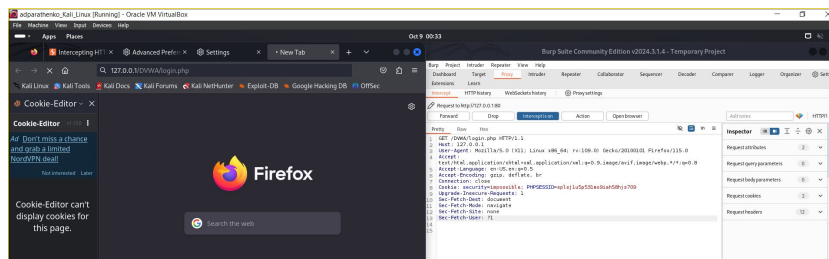 adparathenko_Kali_Linux [Running] - Oracle VM VirtualBox
File Machine View Input Devices Help
Apps Places
Oct 9 00:33
Intercepting HT
Advanced Prefere
Settings
New Tab
127.0.0.1/DVWA/login.php
Kali Linux Kali Tools Kali Docs Kali Forums Kali NetHunter Exploit-DB Google Hacking DB OffSec
Cookie-Editor
Cookie-Editor
Ad Don't miss a chance
and grab a limited
NordVPN deal!
Not interested Later
Cookie-Editor can't
display cookies for
this page.
Firefox
Search the web
Burp Suite Community Edition v2024.3.1.4 - Temporary Project
Burp Project Intruder Repeater View Help
Dashboard Target Proxy Intruder Repeater Collaborator Sequencer Decoder Comparer Logger Organizer Sett
Extensions Learn
Intercept HTTP history WebSockets history Proxy settings
Request to http://127.0.0.1:80
Forward Drop Intercept is on Action Open browser Add notes HTTP/1
Pretty Raw Hex
1 GET /DVWA/login.php HTTP/1.1
2 Host: 127.0.0.1
3 User-Agent: Mozilla/5.0 (X11; Linux x86_64; rv:109.0) Gecko/20100101 Firefox/115.0
4 Accept:
text/html,application/xhtml+xml,application/xml;q=0.9,image/avif,image/webp,*/*;q=0.8
5 Accept-Language: en-US,en;q=0.5
6 Accept-Encoding: gzip, deflate, br
7 Connection: close
8 Cookie: security=impossible;
9 Upgrade-Insecure-Requests: 1
10 Sec-Fetch-Dest: document
11 Sec-Fetch-Mode: navigate
12 Sec-Fetch-Site: none
13 Sec-Fetch-User: ?1
14
15
Inspector
Request attributes 2
Request query parameters 0
Request body parameters 0
Request cookies 2
Request headers 12